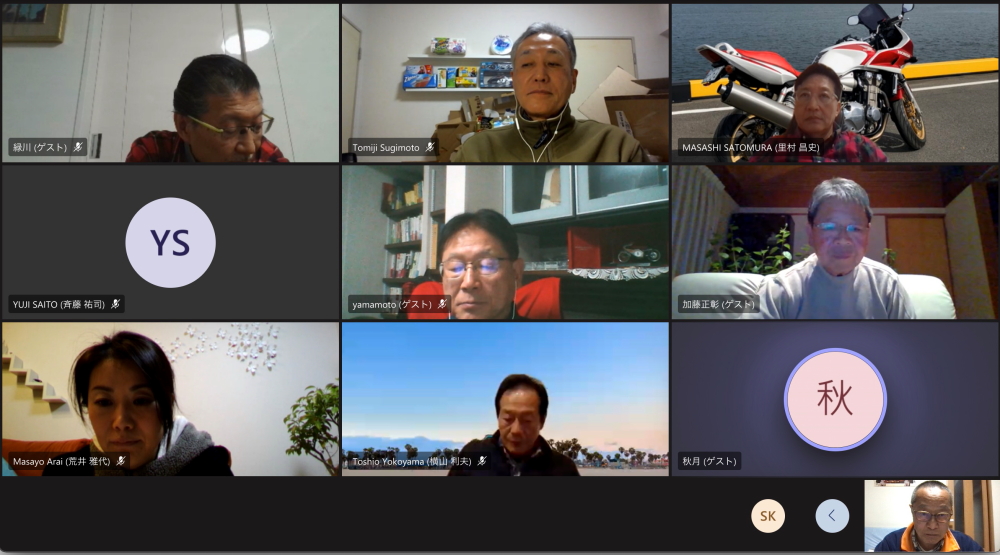 緑川 (ゲスト)
Tomiji Sugimoto
MASASHI SATOMURA (里村 昌史)
YS
YUJI SAITO (斉藤 祐司)
yamamoto (ゲスト)
加藤正彰 (ゲスト)
Masayo Arai (荒井 雅代)
Toshio Yokoyama (横山 利夫)
秋
秋月 (ゲスト)
SK